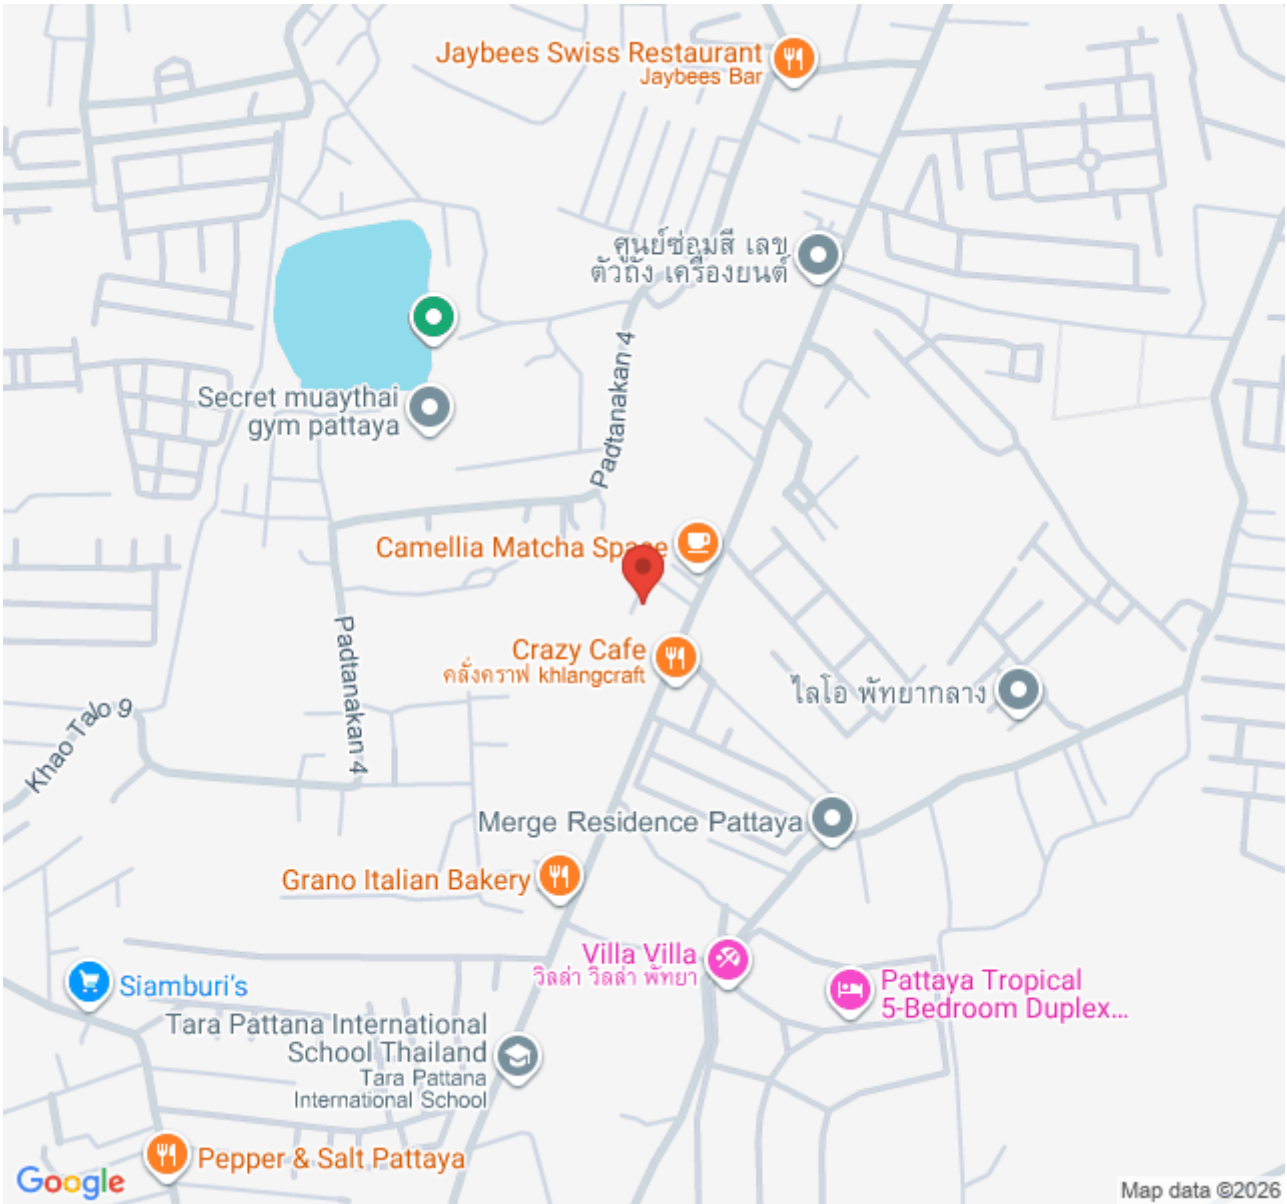 Jaybees Swiss Restaurant
Jaybees Bar
ศูนย์ซ่อมสี เลข
ตัวถัง เครื่องยนต์
Padtanakan 4
Secret muaythai
gym pattaya
Camellia Matcha Space
Crazy Cafe
คลั่งคราฟ khlangcraft
Padtanakan 4
ไลโอ พัทยากลาง
Khao Talo 9
Merge Residence Pattaya
Grano Italian Bakery
Villa Villa
วิลล่า วิลล่า พัทยา
Pattaya Tropical
5-Bedroom Duplex...
Siamburi's
Tara Pattana International
School Thailand
Tara Pattana
International School
Pepper & Salt Pattaya
Google
Map data ©2026